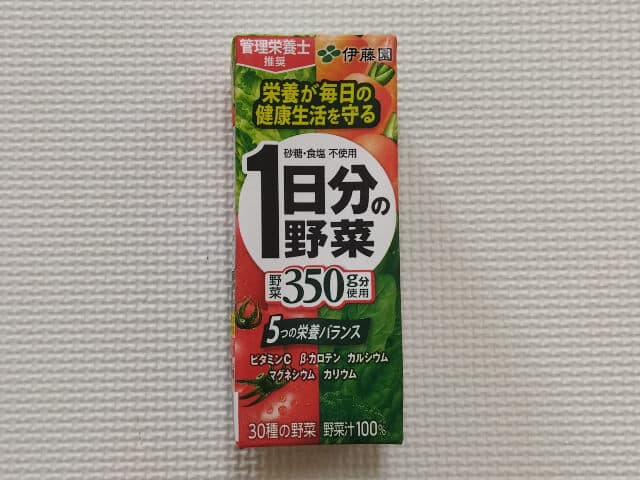 管理栄養士
推奨
伊藤園
栄養が毎日の
健康生活を守る
砂糖・食塩 不使用
1日分の
野菜
野菜350g分使用
5つの栄養バランス
ビタミンC β-カロテン カルシウム
マグネシウム カリウム
30種の野菜 野菜汁100%